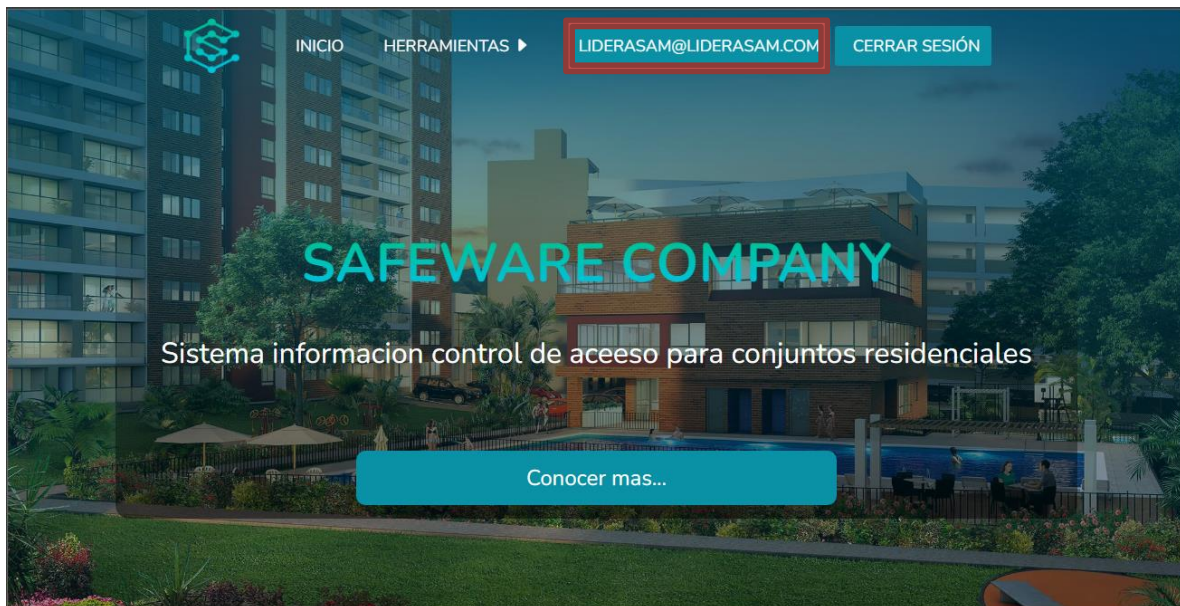 INICIO
HERRAMIENTAS
LIDERASAM@LIDERASAM.COM
CERRAR SESIÓN
SAFEWARE COMPANY
Sistema informacion control de aceeso para conjuntos residenciales
Conocer mas...